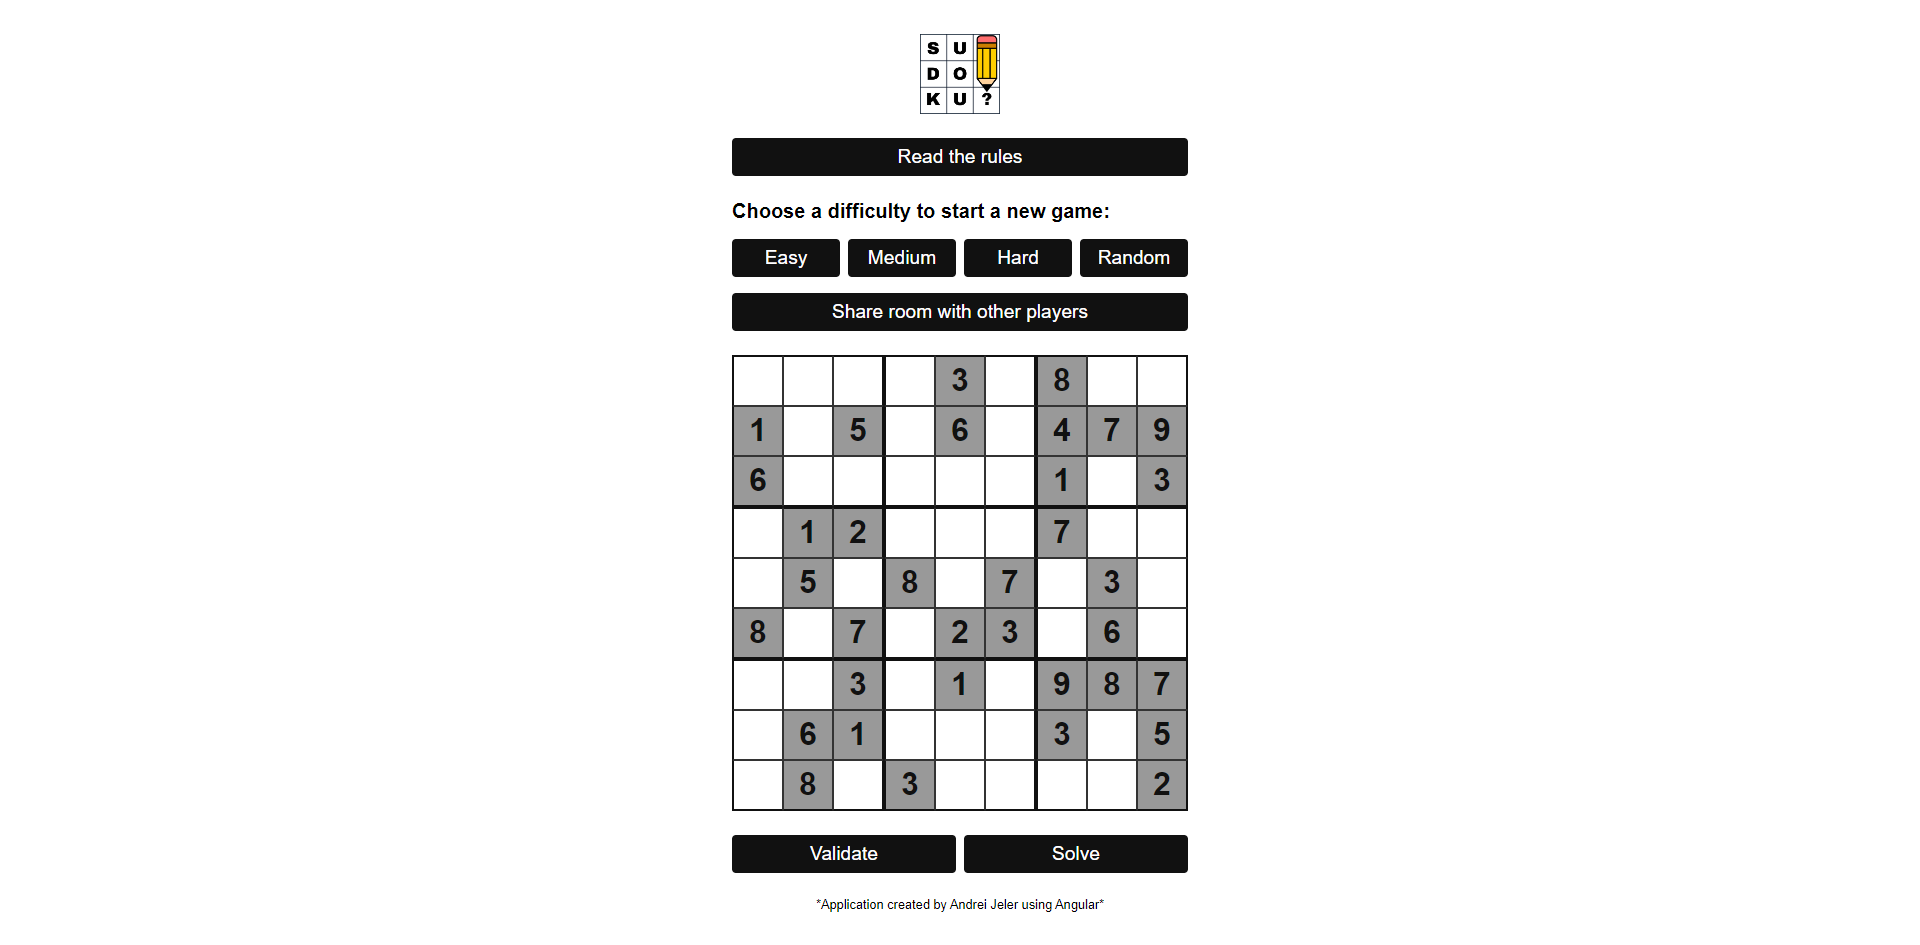 S U
D O
K U ?
Read the rules
Choose a difficulty to start a new game:
Easy Medium Hard Random
Share room with other players
3 8
1 5 6 4 7 9
6 1 3
1 2 7
5 8 7 3
8 7 2 3 6
3 1 9 8 7
6 1 3 5
8 3 2
Validate Solve
*Application created by Andrei Jeler using Angular*